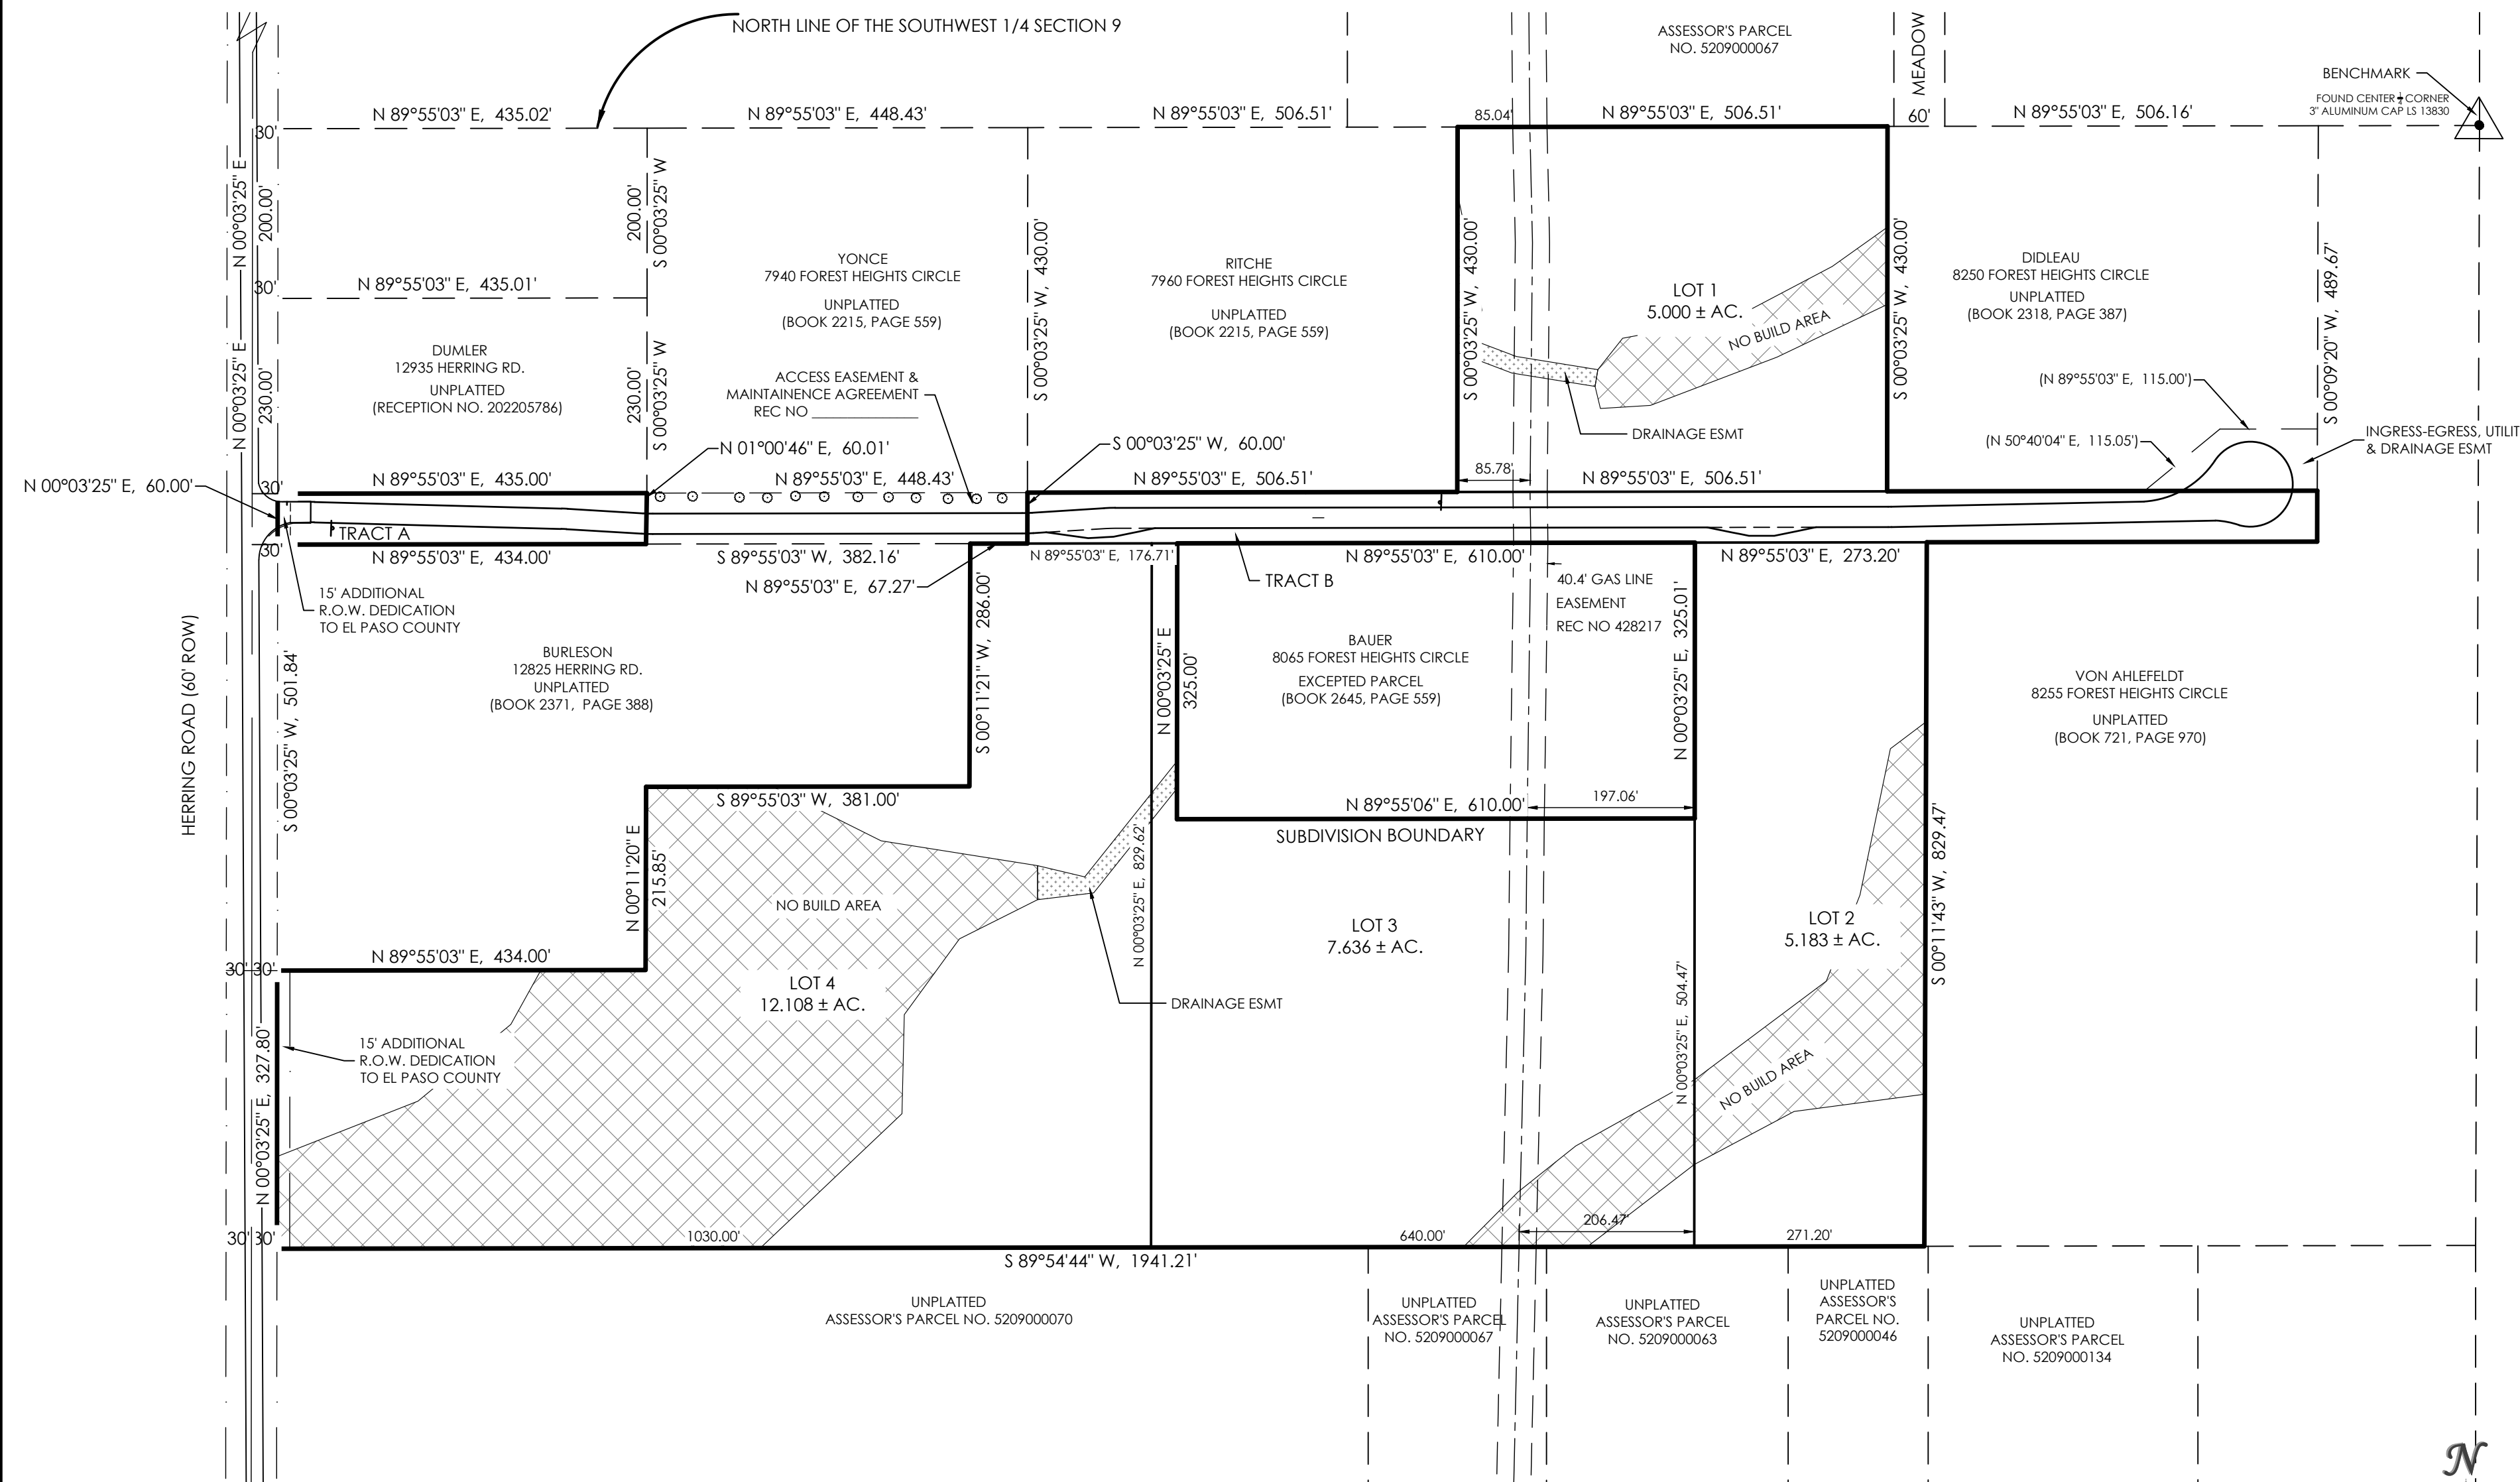 NORTH LINE OF THE SOUTHWEST 1/4 SECTION 9
ASSESSOR'S PARCEL
NO. 5209000067
MEADOW
BENCHMARK
FOUND CENTER CORNER
3" ALUMINUM CAP LS 13830
N 89°55'03" E, 435.02'
N 89°55'03" E, 448.43'
N 89°55'03" E, 506.51'
85.04'
N 89°55'03" E, 506.51'
60'
N 89°55'03" E, 506.16'
30'
N 00°03'25" E
200.00'
200.00'
S 00°03'25" W
30'
N 89°55'03" E, 435.01'
YONCE
7940 FOREST HEIGHTS CIRCLE
UNPLATTED
(BOOK 2215, PAGE 559)
S 00°03'25" W, 430.00'
RITCHE
7960 FOREST HEIGHTS CIRCLE
UNPLATTED
(BOOK 2215, PAGE 559)
S 00°03'25" W, 430.00'
LOT 1
5.000 ± AC.
NO BUILD AREA
S 00°03'25" W, 430.00'
DIDLEAU
8250 FOREST HEIGHTS CIRCLE
UNPLATTED
(BOOK 2318, PAGE 387)
S 00°09'20" W, 489.67'
N 00°03'25" E
230.00'
DUMLER
12935 HERRING RD.
UNPLATTED
(RECEPTION NO. 202205786)
230.00'
S 00°03'25" W
ACCESS EASEMENT &
MAINTAINENCE AGREEMENT
REC NO ________________
DRAINAGE ESMT
(N 89°55'03" E, 115.00')
(N 50°40'04" E, 115.05')
INGRESS-EGRESS, UTILIT
& DRAINAGE ESMT
N 01°00'46" E, 60.01'
S 00°03'25" W, 60.00'
N 00°03'25" E, 60.00'
30'
N 89°55'03" E, 435.00'
N 89°55'03" E, 448.43'
N 89°55'03" E, 506.51'
85.78'
N 89°55'03" E, 506.51'
TRACT A
30'
N 89°55'03" E, 434.00'
S 89°55'03" W, 382.16'
N 89°55'03" E, 176.71'
N 89°55'03" E, 610.00'
N 89°55'03" E, 273.20'
N 89°55'03" E, 67.27'
TRACT B
15' ADDITIONAL
R.O.W. DEDICATION
TO EL PASO COUNTY
40.4' GAS LINE
EASEMENT
REC NO 428217
HERRING ROAD (60' ROW)
S 00°03'25" W, 501.84'
BURLESON
12825 HERRING RD.
UNPLATTED
(BOOK 2371, PAGE 388)
S 00°11'21" W, 286.00'
N 00°03'25" E
325.00'
BAUER
8065 FOREST HEIGHTS CIRCLE
EXCEPTED PARCEL
(BOOK 2645, PAGE 559)
N 00°03'25" E, 325.01'
VON AHLEFELDT
8255 FOREST HEIGHTS CIRCLE
UNPLATTED
(BOOK 721, PAGE 970)
S 89°55'03" W, 381.00'
N 89°55'06" E, 610.00'
197.06'
SUBDIVISION BOUNDARY
N 00°11'20" E
215.85'
N 00°03'25" E, 829.62'
S 00°11'43" W, 829.47'
NO BUILD AREA
LOT 3
7.636 ± AC.
LOT 2
5.183 ± AC.
30'
30'
N 89°55'03" E, 434.00'
LOT 4
12.108 ± AC.
DRAINAGE ESMT
N 00°03'25" E, 504.47'
NO BUILD AREA
15' ADDITIONAL
R.O.W. DEDICATION
TO EL PASO COUNTY
N 00°03'25" E, 327.80'
30'
30'
1030.00'
640.00'
206.47'
271.20'
S 89°54'44" W, 1941.21'
UNPLATTED
ASSESSOR'S PARCEL NO. 5209000070
UNPLATTED
ASSESSOR'S PARCEL
NO. 5209000067
UNPLATTED
ASSESSOR'S PARCEL
NO. 5209000063
UNPLATTED
ASSESSOR'S
PARCEL NO.
5209000046
UNPLATTED
ASSESSOR'S PARCEL
NO. 5209000134
N